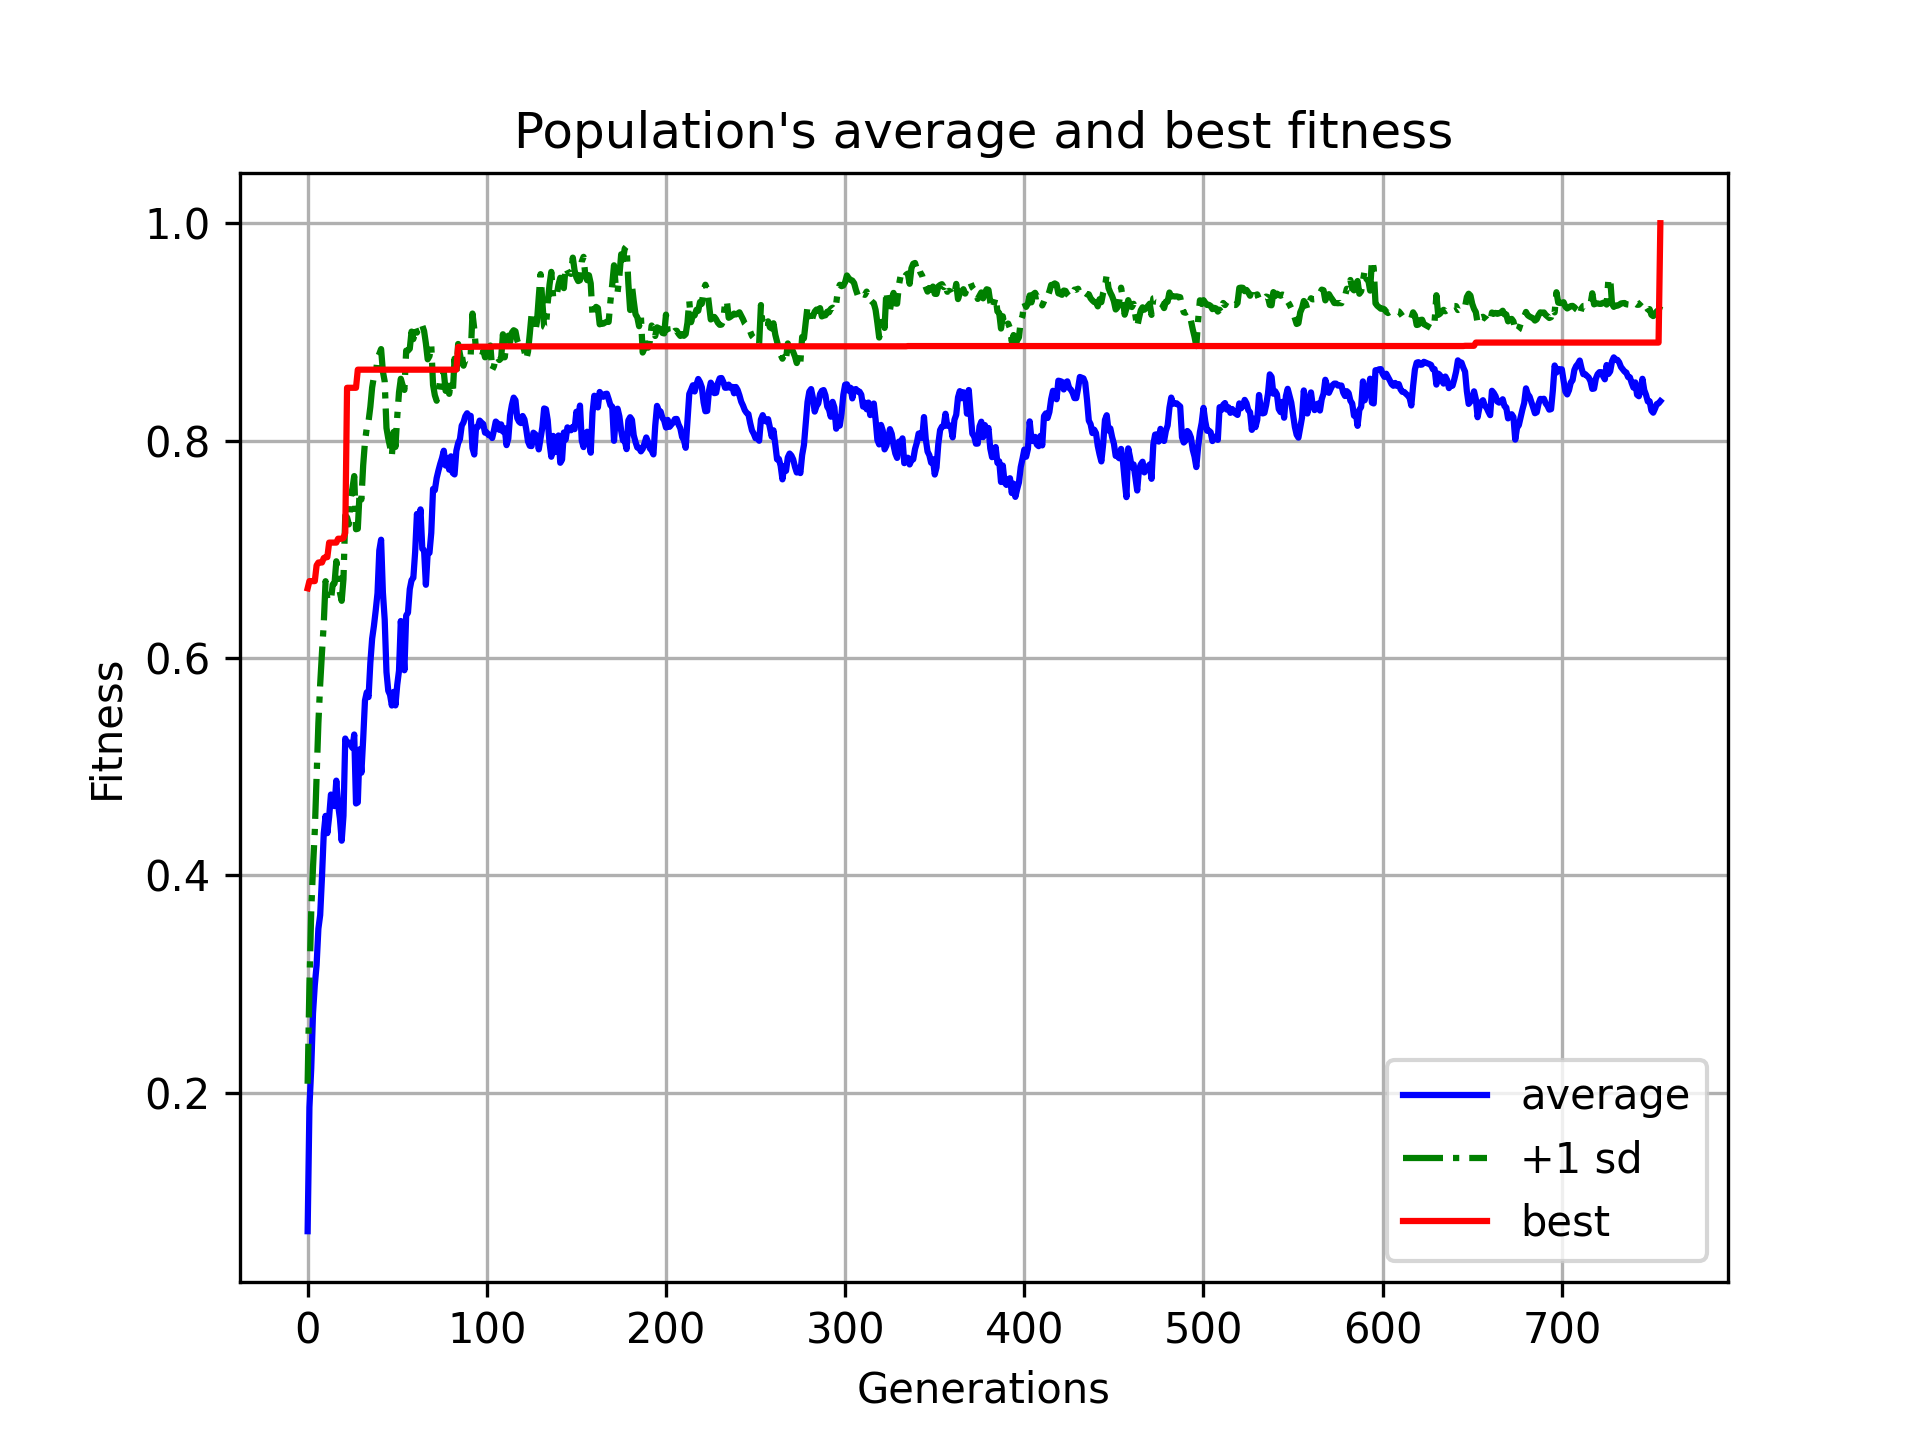 Population's average and best fitness
1.0
0.8
0.6
0.4
0.2
Fitness
0 100 200 300 400 500 600 700
Generations
average
+1 sd
best